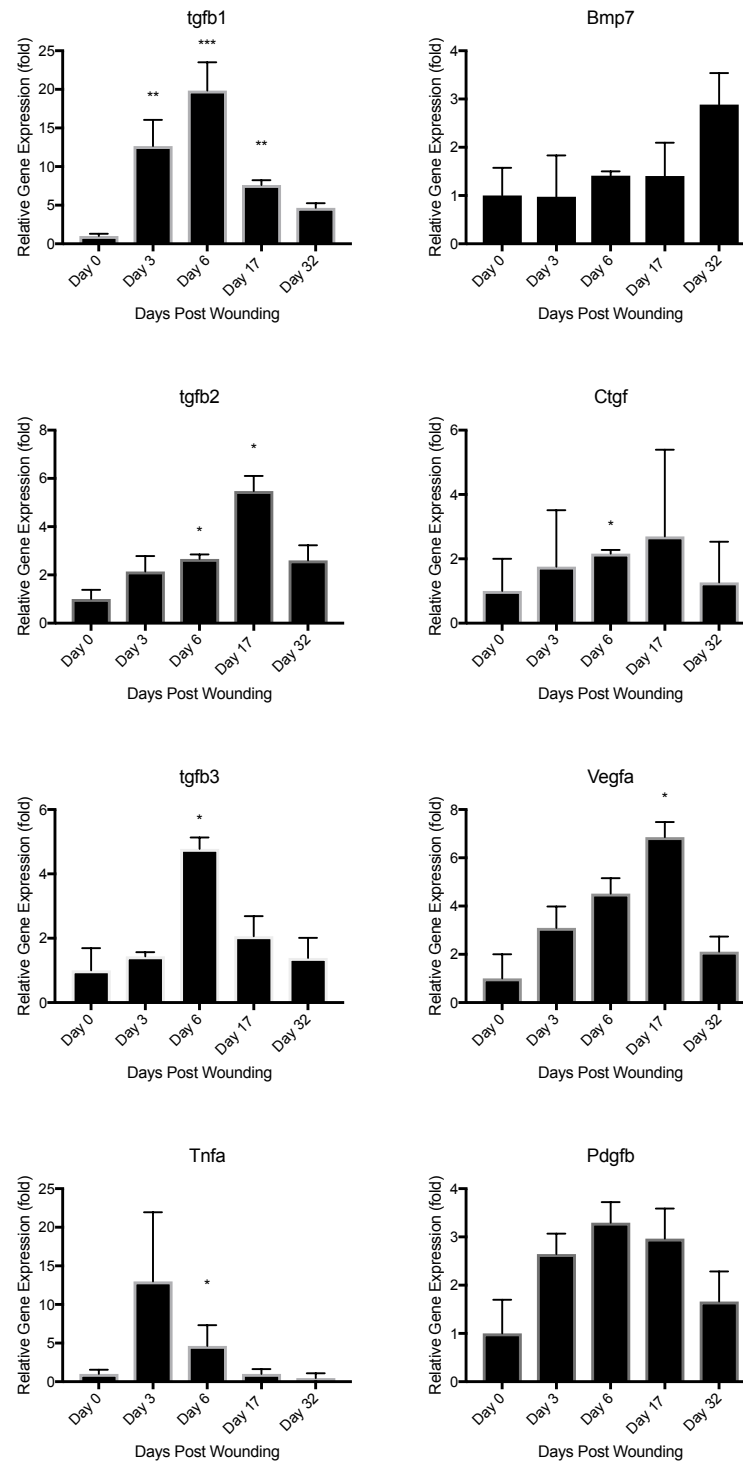 tgfb1
***
**
**
Relative Gene Expression (fold)
25
20
15
10
5
0
Day 0
Day 3
Day 6
Day 17
Day 32
Days Post Wounding
Bmp7
Relative Gene Expression (fold)
4
3
2
1
0
Day 0
Day 3
Day 6
Day 17
Day 32
Days Post Wounding
tgfb2
*
*
Relative Gene Expression (fold)
8
6
4
2
0
Day 0
Day 3
Day 6
Day 17
Day 32
Days Post Wounding
Ctgf
*
Relative Gene Expression (fold)
6
4
2
0
Day 0
Day 3
Day 6
Day 17
Day 32
Days Post Wounding
tgfb3
*
Relative Gene Expression (fold)
6
4
2
0
Day 0
Day 3
Day 6
Day 17
Day 32
Days Post Wounding
Vegfa
*
Relative Gene Expression (fold)
8
6
4
2
0
Day 0
Day 3
Day 6
Day 17
Day 32
Days Post Wounding
Tnfa
*
Relative Gene Expression (fold)
25
20
15
10
5
0
Day 0
Day 3
Day 6
Day 17
Day 32
Days Post Wounding
Pdgfb
Relative Gene Expression (fold)
4
3
2
1
0
Day 0
Day 3
Day 6
Day 17
Day 32
Days Post Wounding